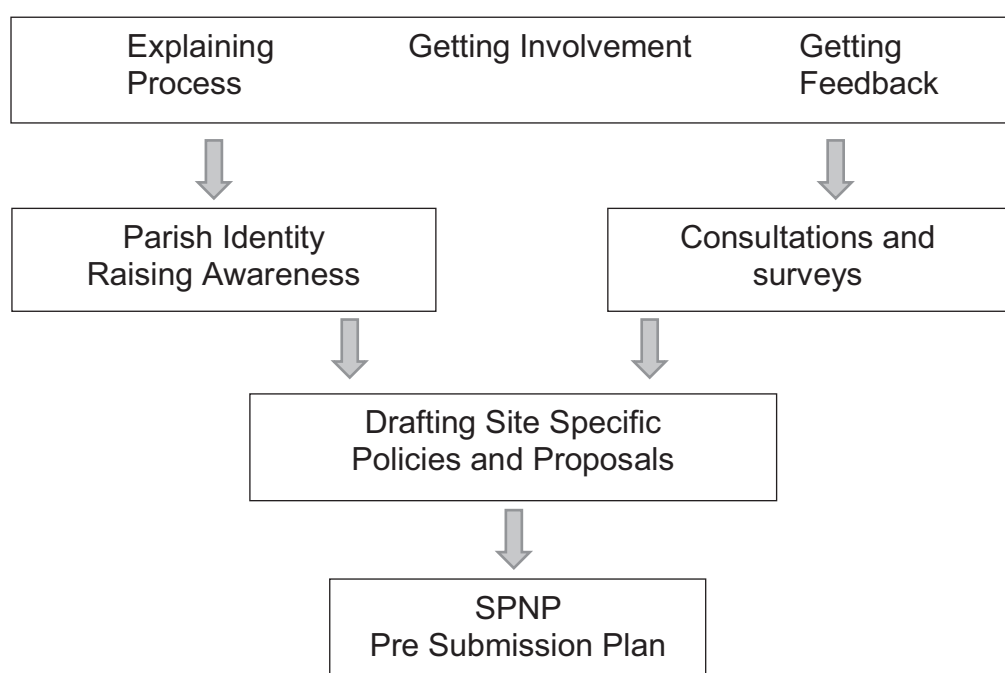 Explaining Process
Getting Involvement
Getting Feedback
Parish Identity
Raising Awareness
Consultations and
surveys
Drafting Site Specific
Policies and Proposals
SPNP
Pre Submission Plan